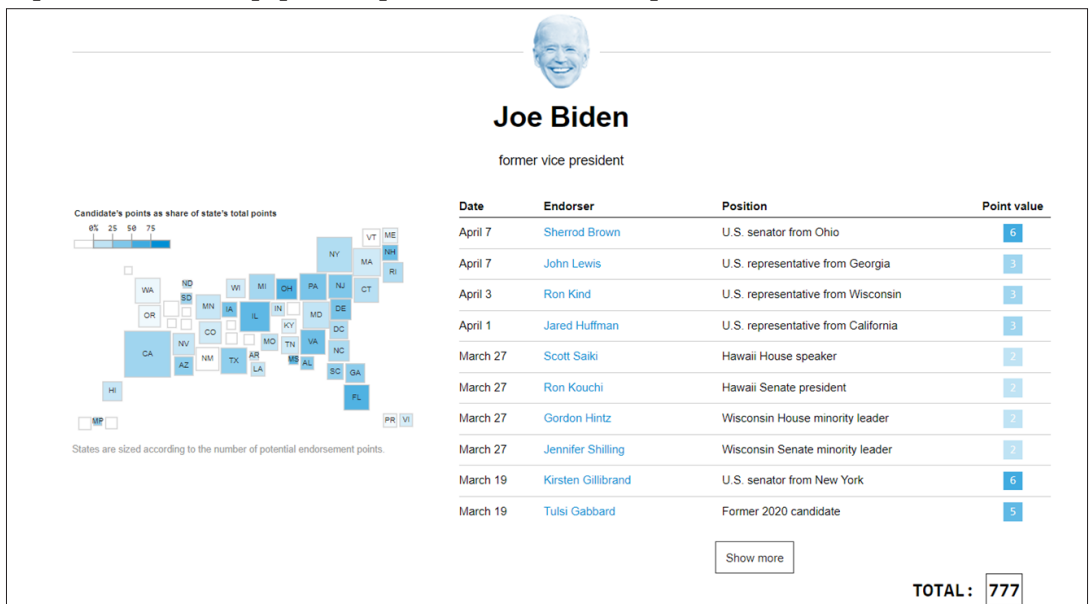 Joe Biden
former vice president
Candidate's points as share of state's total points
0% 25 50 75
VT ME
NY MA NH
WA ND WI MI OH PA NJ RI
CT
OR SD MN IA IL IN MD DE
CO KY DC
CA NV MO TN VA NC
AZ NM TX AR LA MS AL SC GA
HI FL
MP PR VI
States are sized according to the number of potential endorsement points.
Date Endorser Position Point value
April 7 Sherrod Brown U.S. senator from Ohio 6
April 7 John Lewis U.S. representative from Georgia 3
April 3 Ron Kind U.S. representative from Wisconsin 3
April 1 Jared Huffman U.S. representative from California 3
March 27 Scott Saiki Hawaii House speaker 2
March 27 Ron Kouchi Hawaii Senate president 2
March 27 Gordon Hintz Wisconsin House minority leader 2
March 27 Jennifer Shilling Wisconsin Senate minority leader 2
March 19 Kirsten Gillibrand U.S. senator from New York 6
March 19 Tulsi Gabbard Former 2020 candidate 5
Show more
TOTAL: 777